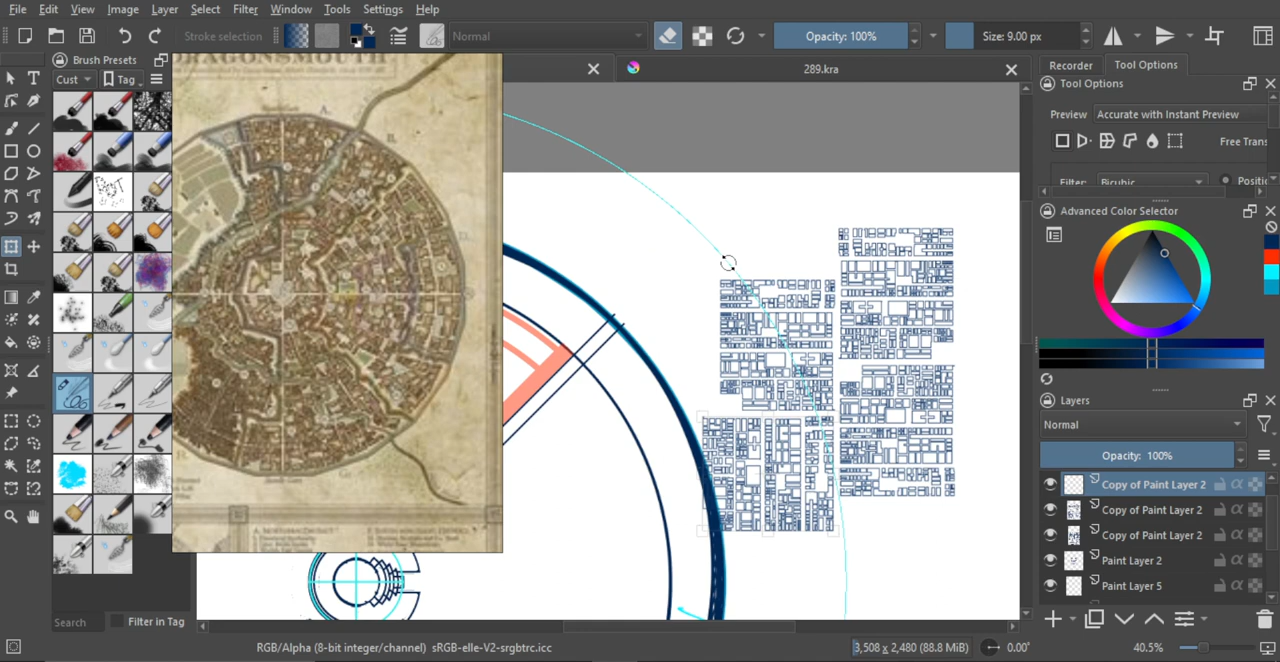 File Edit View Image Layer Select Filter Window Tools Settings Help
Stroke selection Normal Opacity: 100% Size: 9.00 px
Brush Presets
Cust Tag
DRAGONSMOUTH
A.
B.
289.kra
Recorder Tool Options
Tool Options
Preview Accurate with Instant Preview
Free Trans
Filter: Bicubic Positio
Advanced Color Selector
Layers
Normal
Opacity: 100%
Copy of Paint Layer 2
Copy of Paint Layer 2
Copy of Paint Layer 2
Paint Layer 2
Paint Layer 5
Search Filter in Tag
RGB/Alpha (8-bit integer/channel) sRGB-elle-V2-srgbtrc.icc 3,508 x 2,480 (88.8 MiB) 0.00° 40.5%